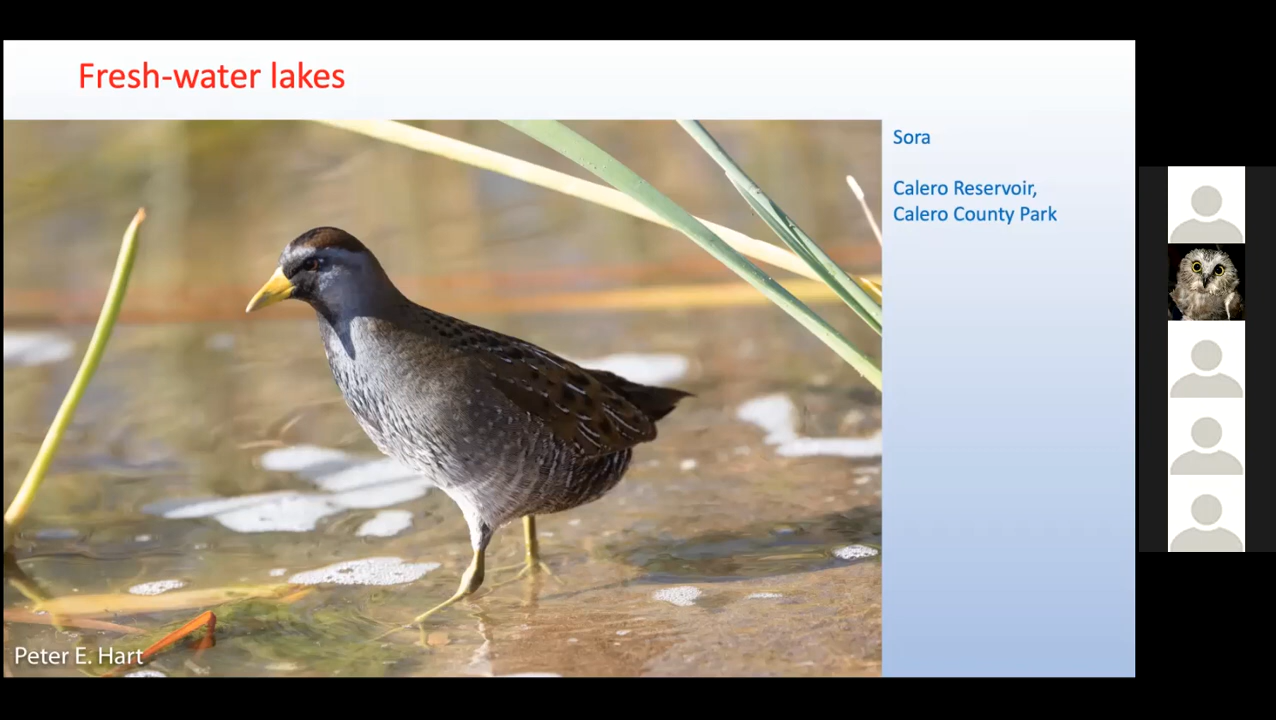 Fresh-water lakes
Sora
Calero Reservoir,
Calero County Park
Peter E. Hart